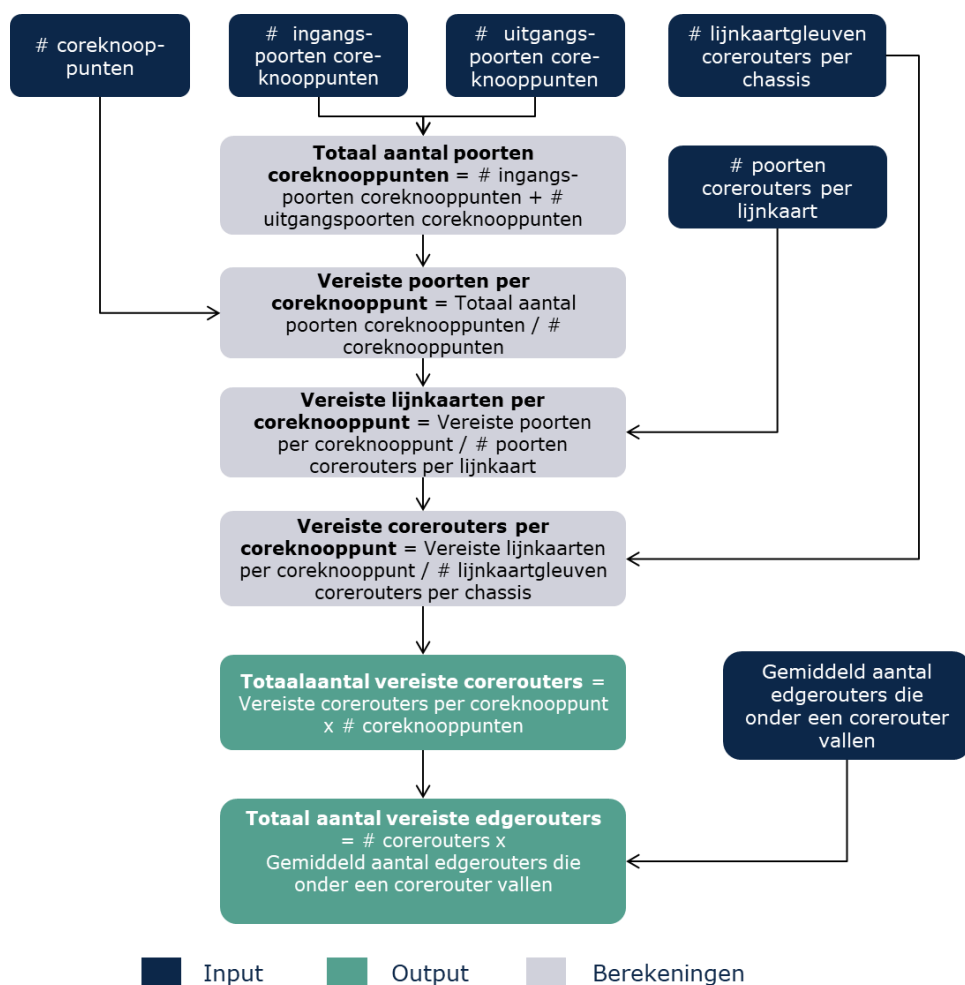 # coreknoop-
punten
# ingangs-
poorten core-
knooppunten
# uitgangs-
poorten core-
knooppunten
# lijnkaartgleuven
corerouters per
chassis
Totaal aantal poorten
coreknooppunten = # ingangs-
poorten coreknooppunten + #
uitgangspoorten coreknooppunten
# poorten
corerouters per
lijnkaart
Vereiste poorten per
coreknooppunt = Totaal aantal
poorten coreknooppunten / #
coreknooppunten
Vereiste lijnkaarten per
coreknooppunt = Vereiste poorten
per coreknooppunt / # poorten
corerouters per lijnkaart
Vereiste corerouters per
coreknooppunt = Vereiste lijnkaarten
per coreknooppunt / # lijnkaartgleuven
corerouters per chassis
Totaalaantal vereiste corerouters =
Vereiste corerouters per coreknooppunt
x # coreknooppunten
Gemiddeld aantal
edgerouters die
onder een corerouter
vallen
Totaal aantal vereiste edgerouters
= # corerouters x
Gemiddeld aantal edgerouters die
onder een corerouter vallen
Input
Output
Berekeningen